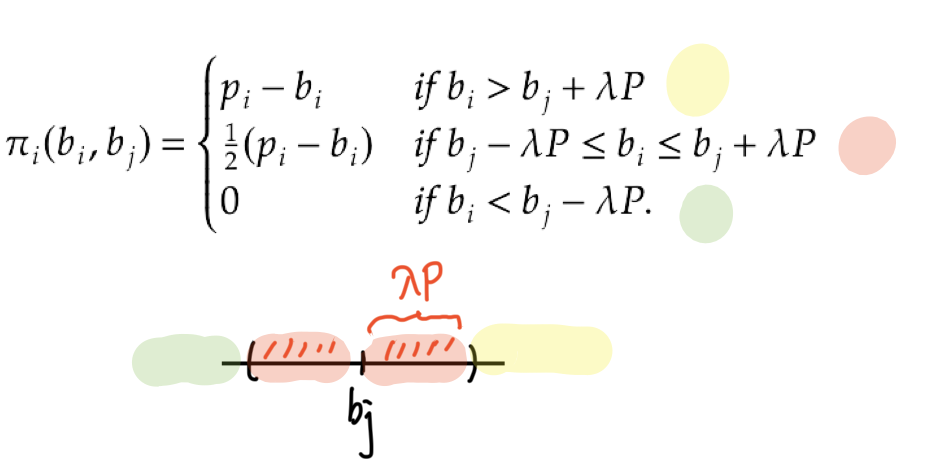 π_i(b_i, b_j) = { p_i − b_i if b_i > b_j + λP
½(p_i − b_i) if b_j − λP ≤ b_i ≤ b_j + λP
0 if b_i < b_j − λP.
λP
b_j